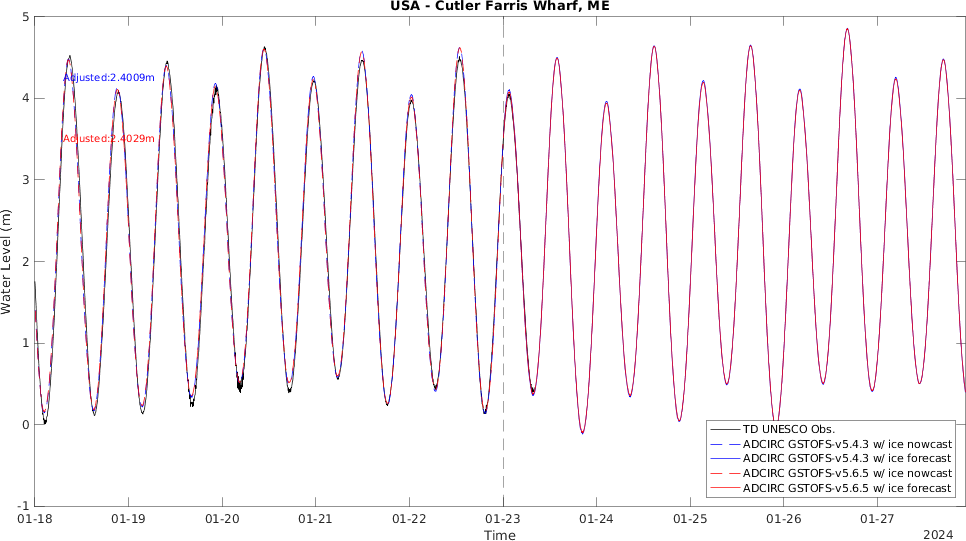 USA - Cutler Farris Wharf, ME
5
4
3
2
1
0
-1
Water Level (m)
Adjusted:2.4009m
Adjusted:2.4029m
TD UNESCO Obs.
ADCIRC GSTOFS-v5.4.3 w/ ice nowcast
ADCIRC GSTOFS-v5.4.3 w/ ice forecast
ADCIRC GSTOFS-v5.6.5 w/ ice nowcast
ADCIRC GSTOFS-v5.6.5 w/ ice forecast
01-18 01-19 01-20 01-21 01-22 01-23 01-24 01-25 01-26 01-27
Time
2024